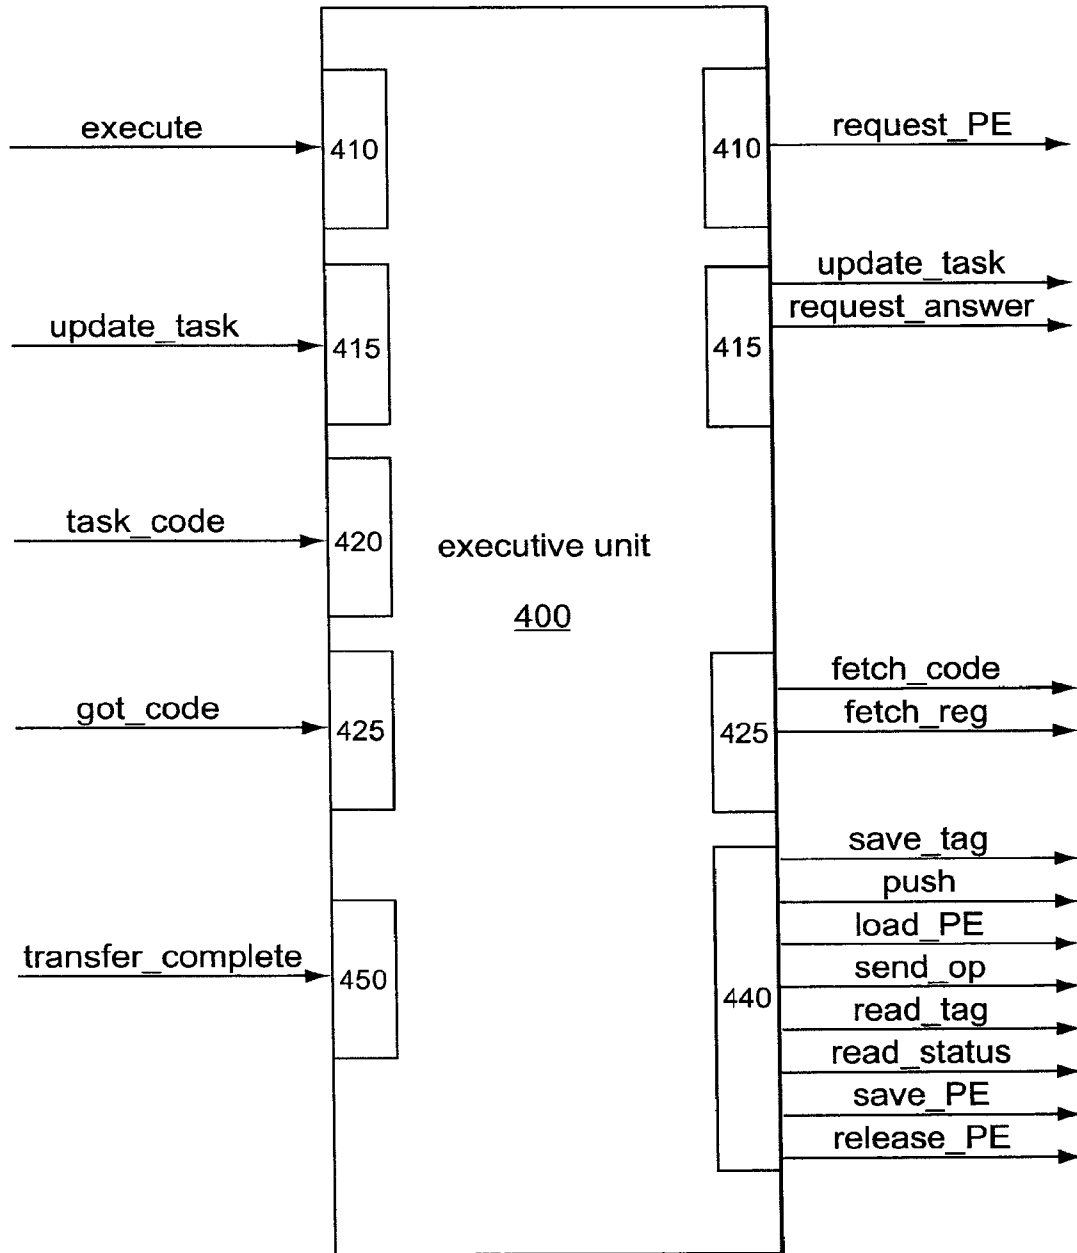 execute
410
410
request_PE
update_task
415
415
update_task
request_answer
task_code
420
executive unit
400
got_code
425
425
fetch_code
fetch_reg
transfer_complete
450
440
save_tag
push
load_PE
send_op
read_tag
read_status
save_PE
release_PE